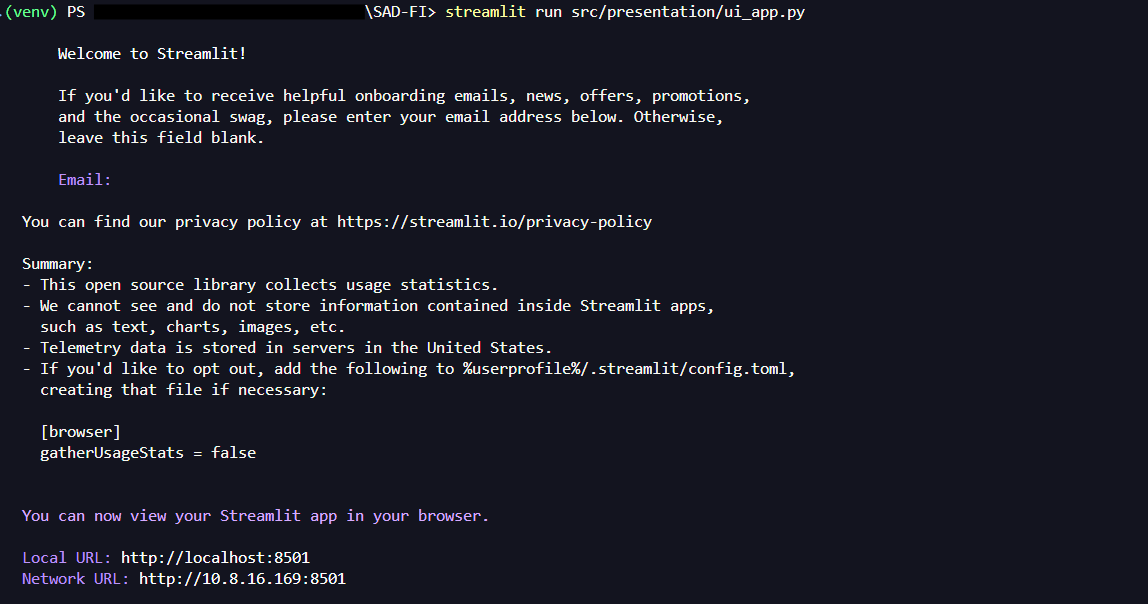 (venv) PS \SAD-FI> streamlit run src/presentation/ui_app.py
Welcome to Streamlit!
If you'd like to receive helpful onboarding emails, news, offers, promotions,
and the occasional swag, please enter your email address below. Otherwise,
leave this field blank.
Email:
You can find our privacy policy at https://streamlit.io/privacy-policy
Summary:
- This open source library collects usage statistics.
- We cannot see and do not store information contained inside Streamlit apps,
such as text, charts, images, etc.
- Telemetry data is stored in servers in the United States.
- If you'd like to opt out, add the following to %userprofile%/.streamlit/config.toml,
creating that file if necessary:
[browser]
gatherUsageStats = false
You can now view your Streamlit app in your browser.
Local URL: http://localhost:8501
Network URL: http://10.8.16.169:8501